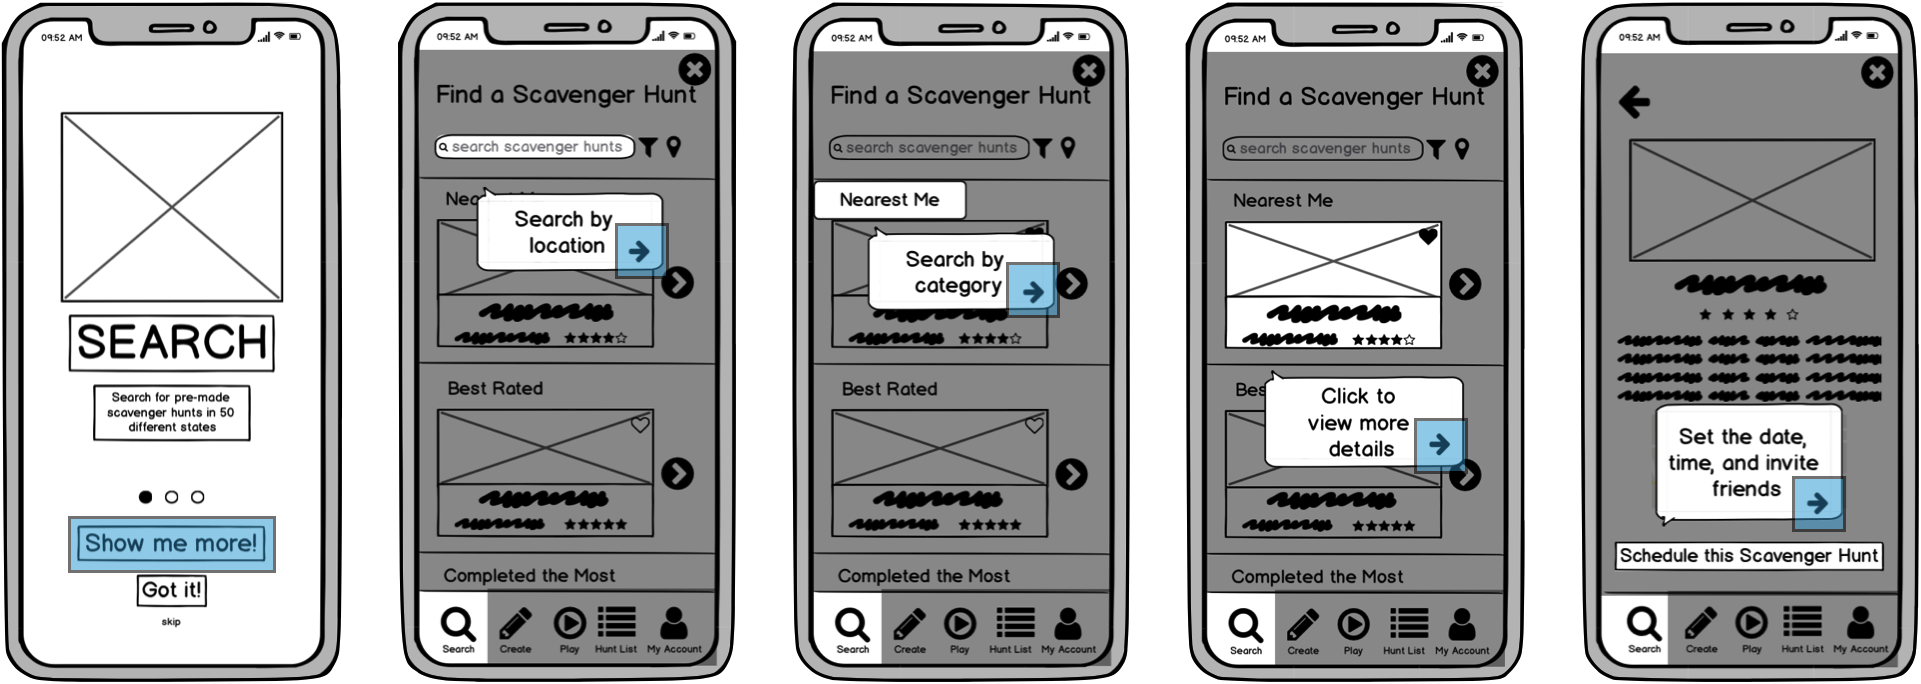 09:52 AM
SEARCH
Search for pre-made
scavenger hunts in 50
different states
Show me more!
Got it!
skip
09:52 AM
Find a Scavenger Hunt
search scavenger hunts
Search by
location
Best Rated
Completed the Most
Search Create Play Hunt List My Account
09:52 AM
Find a Scavenger Hunt
search scavenger hunts
Nearest Me
Search by
category
Best Rated
Completed the Most
Search Create Play Hunt List My Account
09:52 AM
Find a Scavenger Hunt
search scavenger hunts
Nearest Me
Click to
view more
details
Completed the Most
Search Create Play Hunt List My Account
09:52 AM
Set the date,
time, and invite
friends
Schedule this Scavenger Hunt
Search Create Play Hunt List My Account